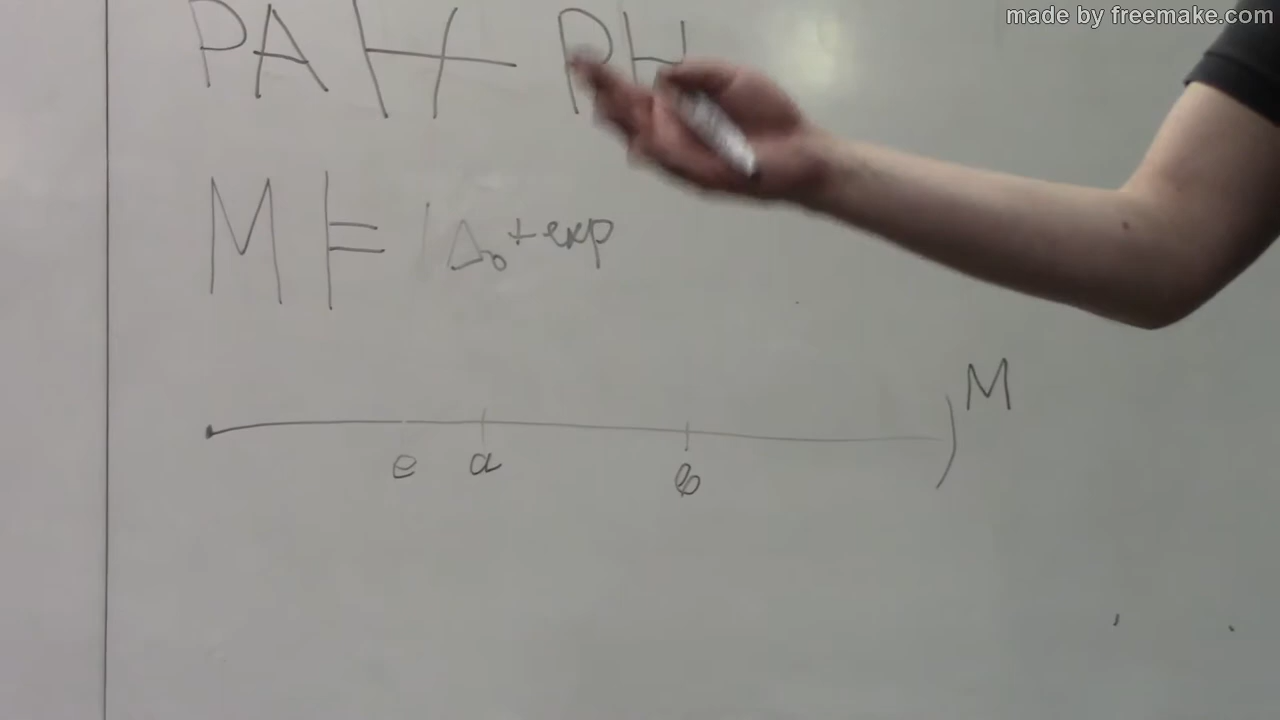 made by freemake.com
PA ⊬ PH
M ⊨ IΔ₀ + exp
M
e a b